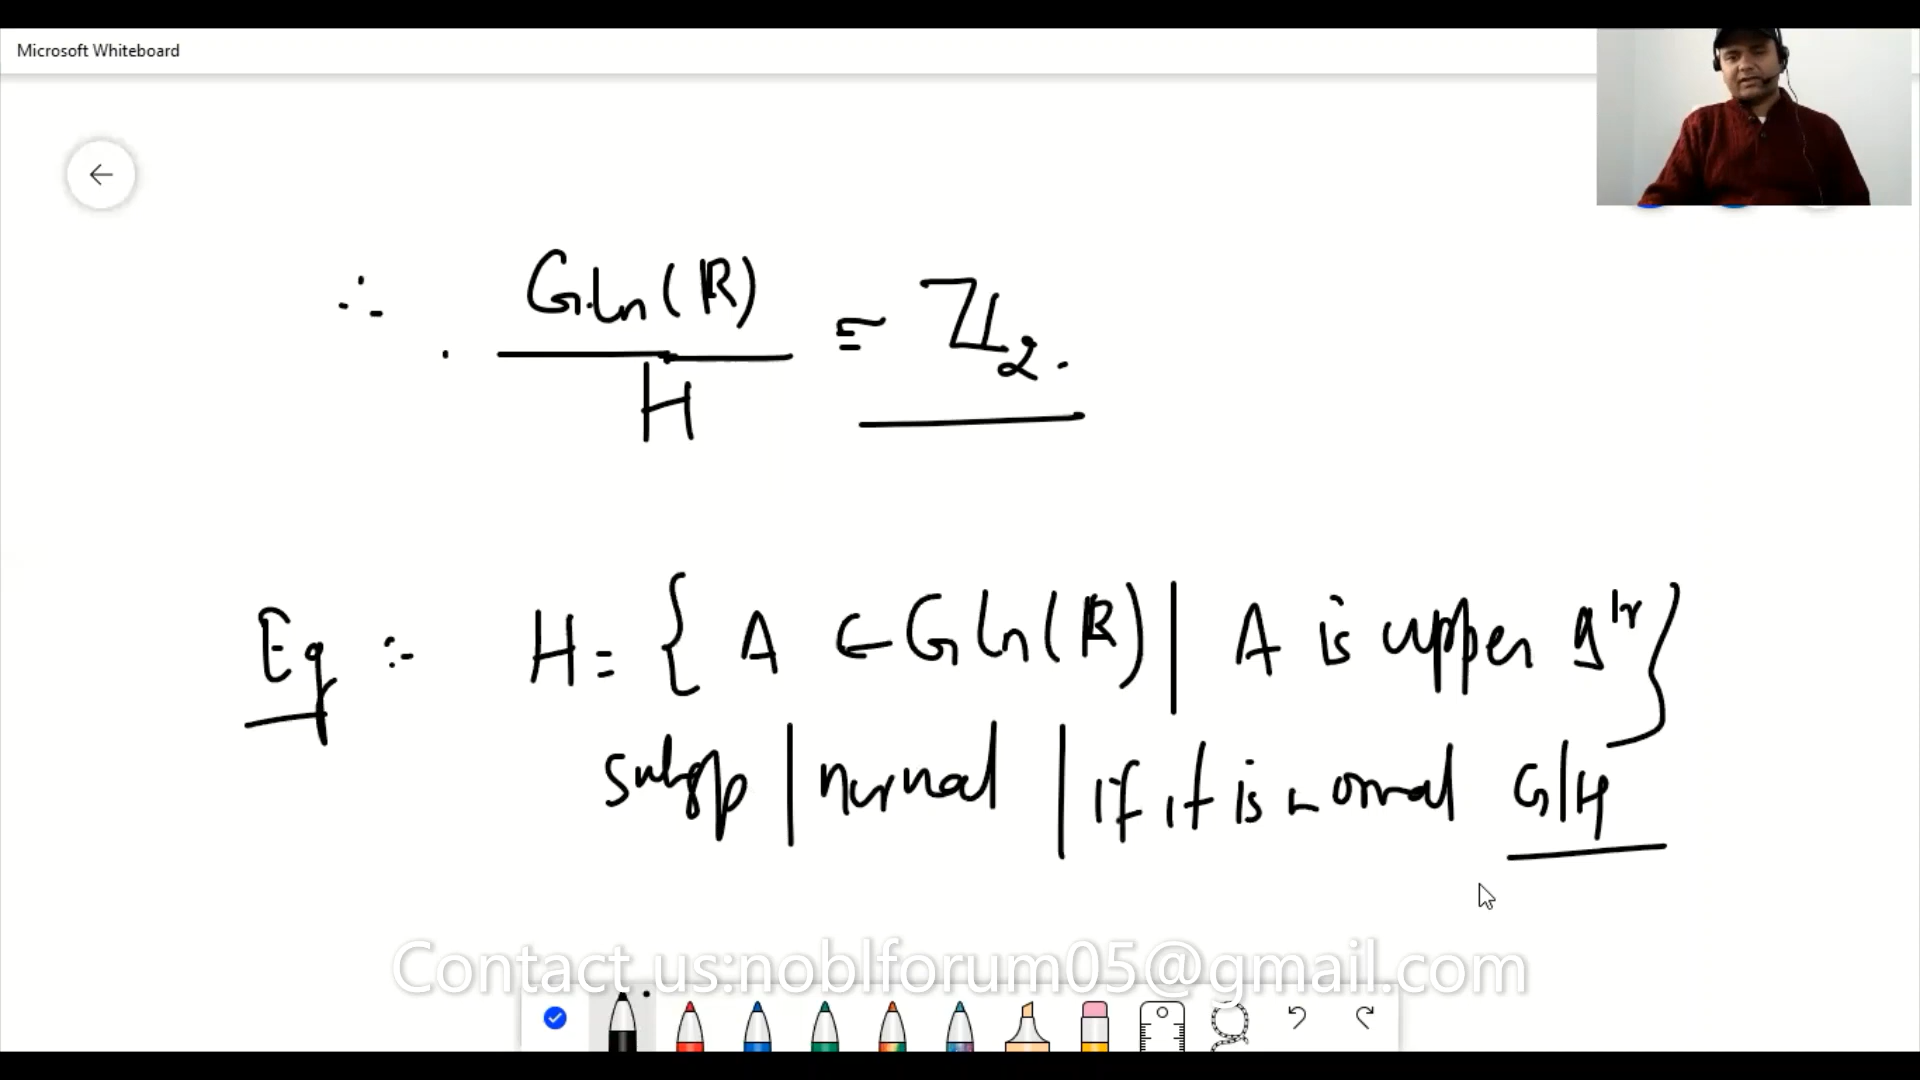 Microsoft Whiteboard
∴ GLn(ℝ)
H
= ℤ2.
Eg :- H = { A ∈ GLn(ℝ) | A is upper }
subgp | normal | if it is normal G/H
Contact us:noblforum05@gmail.com